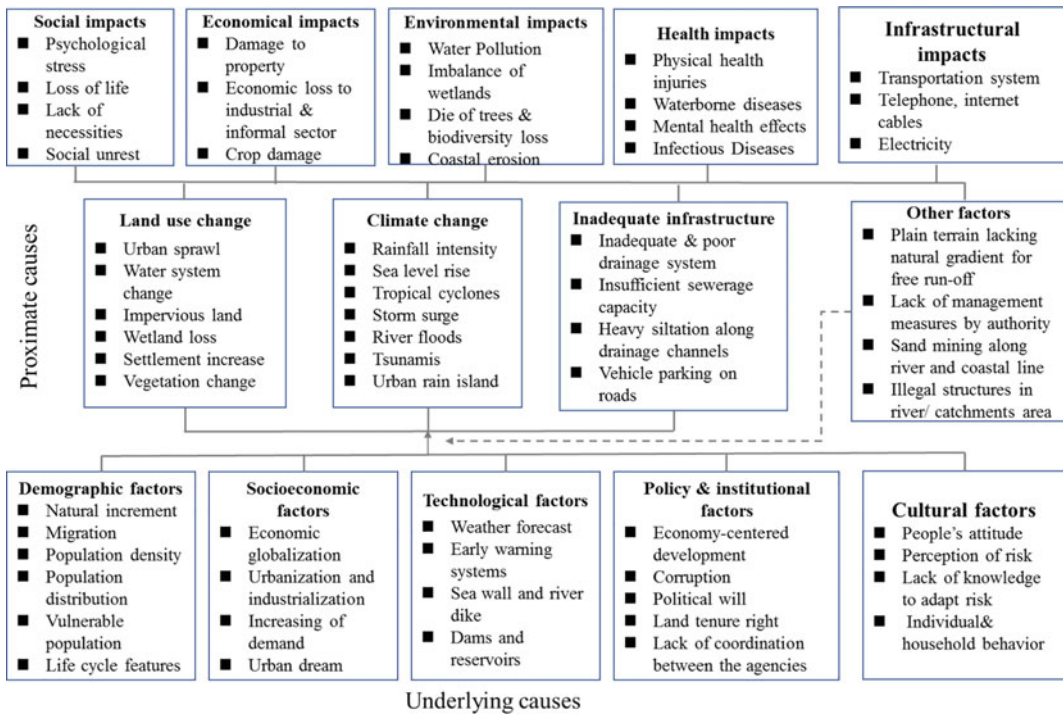 Social impacts
Psychological
stress
Loss of life
Lack of
necessities
Social unrest
Economical impacts
Damage to
property
Economic loss to
industrial &
informal sector
Crop damage
Environmental impacts
Water Pollution
Imbalance of
wetlands
Die of trees &
biodiversity loss
Coastal erosion
Health impacts
Physical health
injuries
Waterborne diseases
Mental health effects
Infectious Diseases
Infrastructural
impacts
Transportation system
Telephone, internet
cables
Electricity
Proximate causes
Land use change
Urban sprawl
Water system
change
Impervious land
Wetland loss
Settlement increase
Vegetation change
Climate change
Rainfall intensity
Sea level rise
Tropical cyclones
Storm surge
River floods
Tsunamis
Urban rain island
Inadequate infrastructure
Inadequate & poor
drainage system
Insufficient sewerage
capacity
Heavy siltation along
drainage channels
Vehicle parking on
roads
Other factors
Plain terrain lacking
natural gradient for
free run-off
Lack of management
measures by authority
Sand mining along
river and coastal line
Illegal structures in
river/ catchments area
Demographic factors
Natural increment
Migration
Population density
Population
distribution
Vulnerable
population
Life cycle features
Socioeconomic
factors
Economic
globalization
Urbanization and
industrialization
Increasing of
demand
Urban dream
Technological factors
Weather forecast
Early warning
systems
Sea wall and river
dike
Dams and
reservoirs
Policy & institutional
factors
Economy-centered
development
Corruption
Political will
Land tenure right
Lack of coordination
between the agencies
Cultural factors
People's attitude
Perception of risk
Lack of knowledge
to adapt risk
Individual&
household behavior
Underlying causes